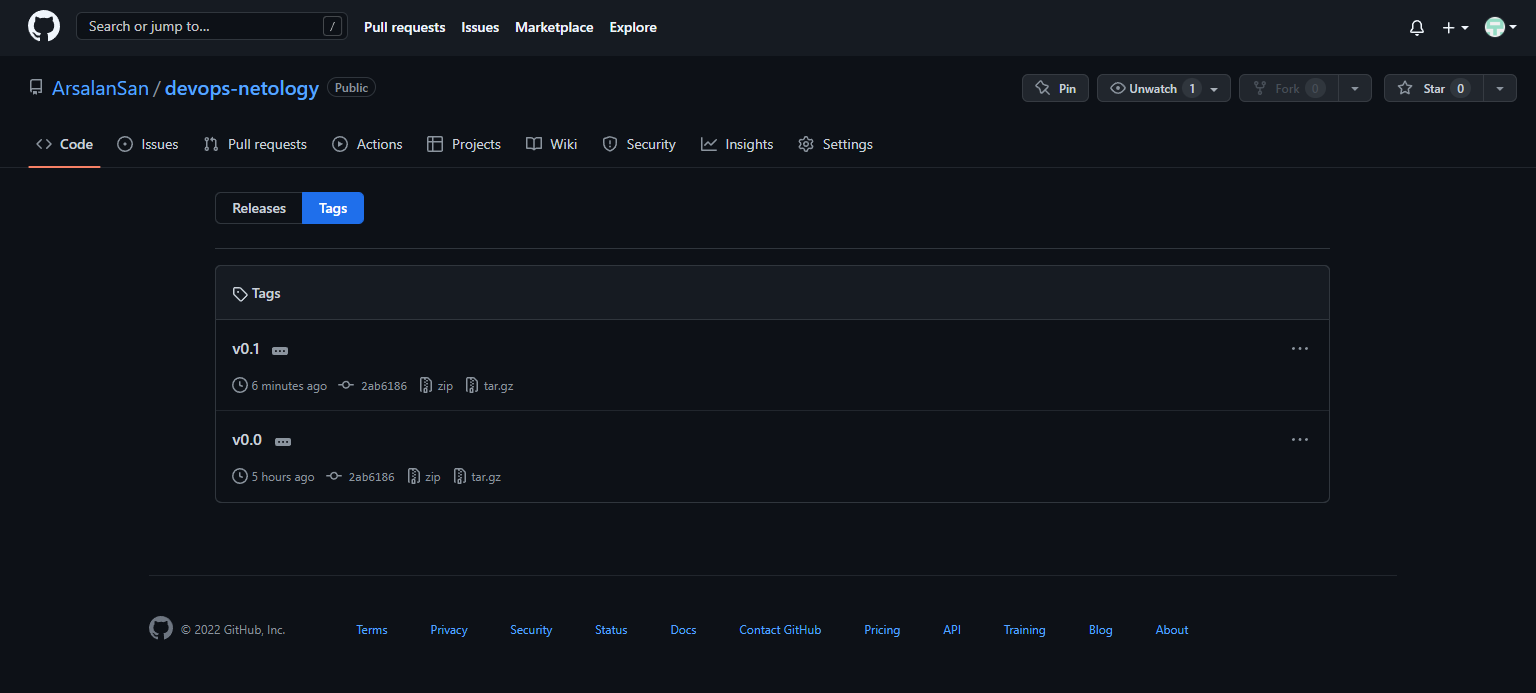 Search or jump to... / Pull requests Issues Marketplace Explore
ArsalanSan / devops-netology Public Pin Unwatch 1 Fork 0 Star 0
Code Issues Pull requests Actions Projects Wiki Security Insights Settings
Releases Tags
Tags
v0.1
6 minutes ago 2ab6186 zip tar.gz
v0.0
5 hours ago 2ab6186 zip tar.gz
© 2022 GitHub, Inc. Terms Privacy Security Status Docs Contact GitHub Pricing API Training Blog About